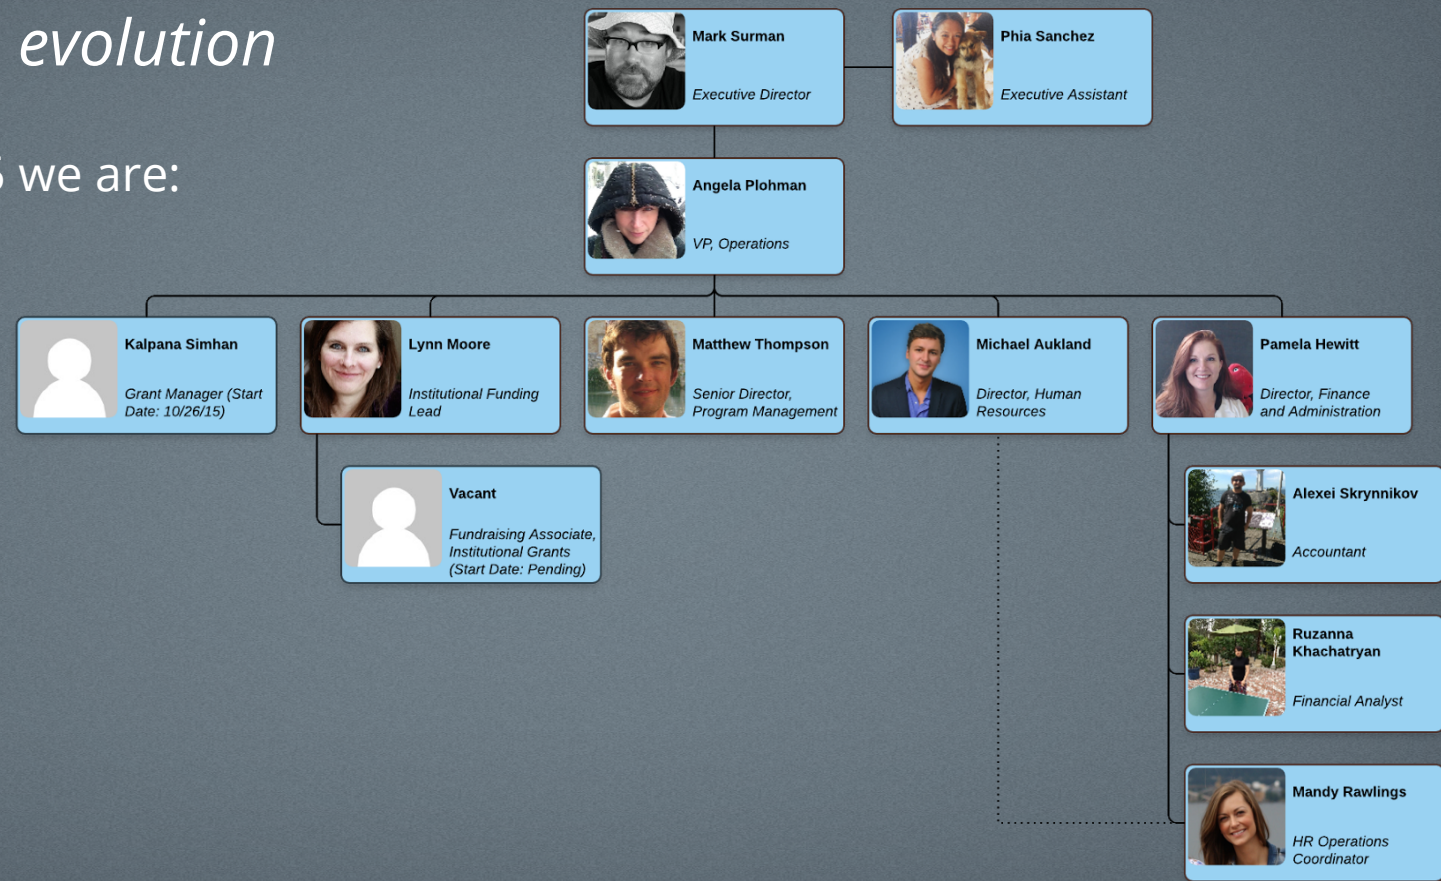 evolution
we are:
Mark Surman
Executive Director
Phia Sanchez
Executive Assistant
Angela Plohman
VP, Operations
Kalpana Simhan
Grant Manager (Start
Date: 10/26/15)
Lynn Moore
Institutional Funding
Lead
Matthew Thompson
Senior Director,
Program Management
Michael Aukland
Director, Human
Resources
Pamela Hewitt
Director, Finance
and Administration
Vacant
Fundraising Associate,
Institutional Grants
(Start Date: Pending)
Alexei Skrynnikov
Accountant
Ruzanna
Khachatryan
Financial Analyst
Mandy Rawlings
HR Operations
Coordinator